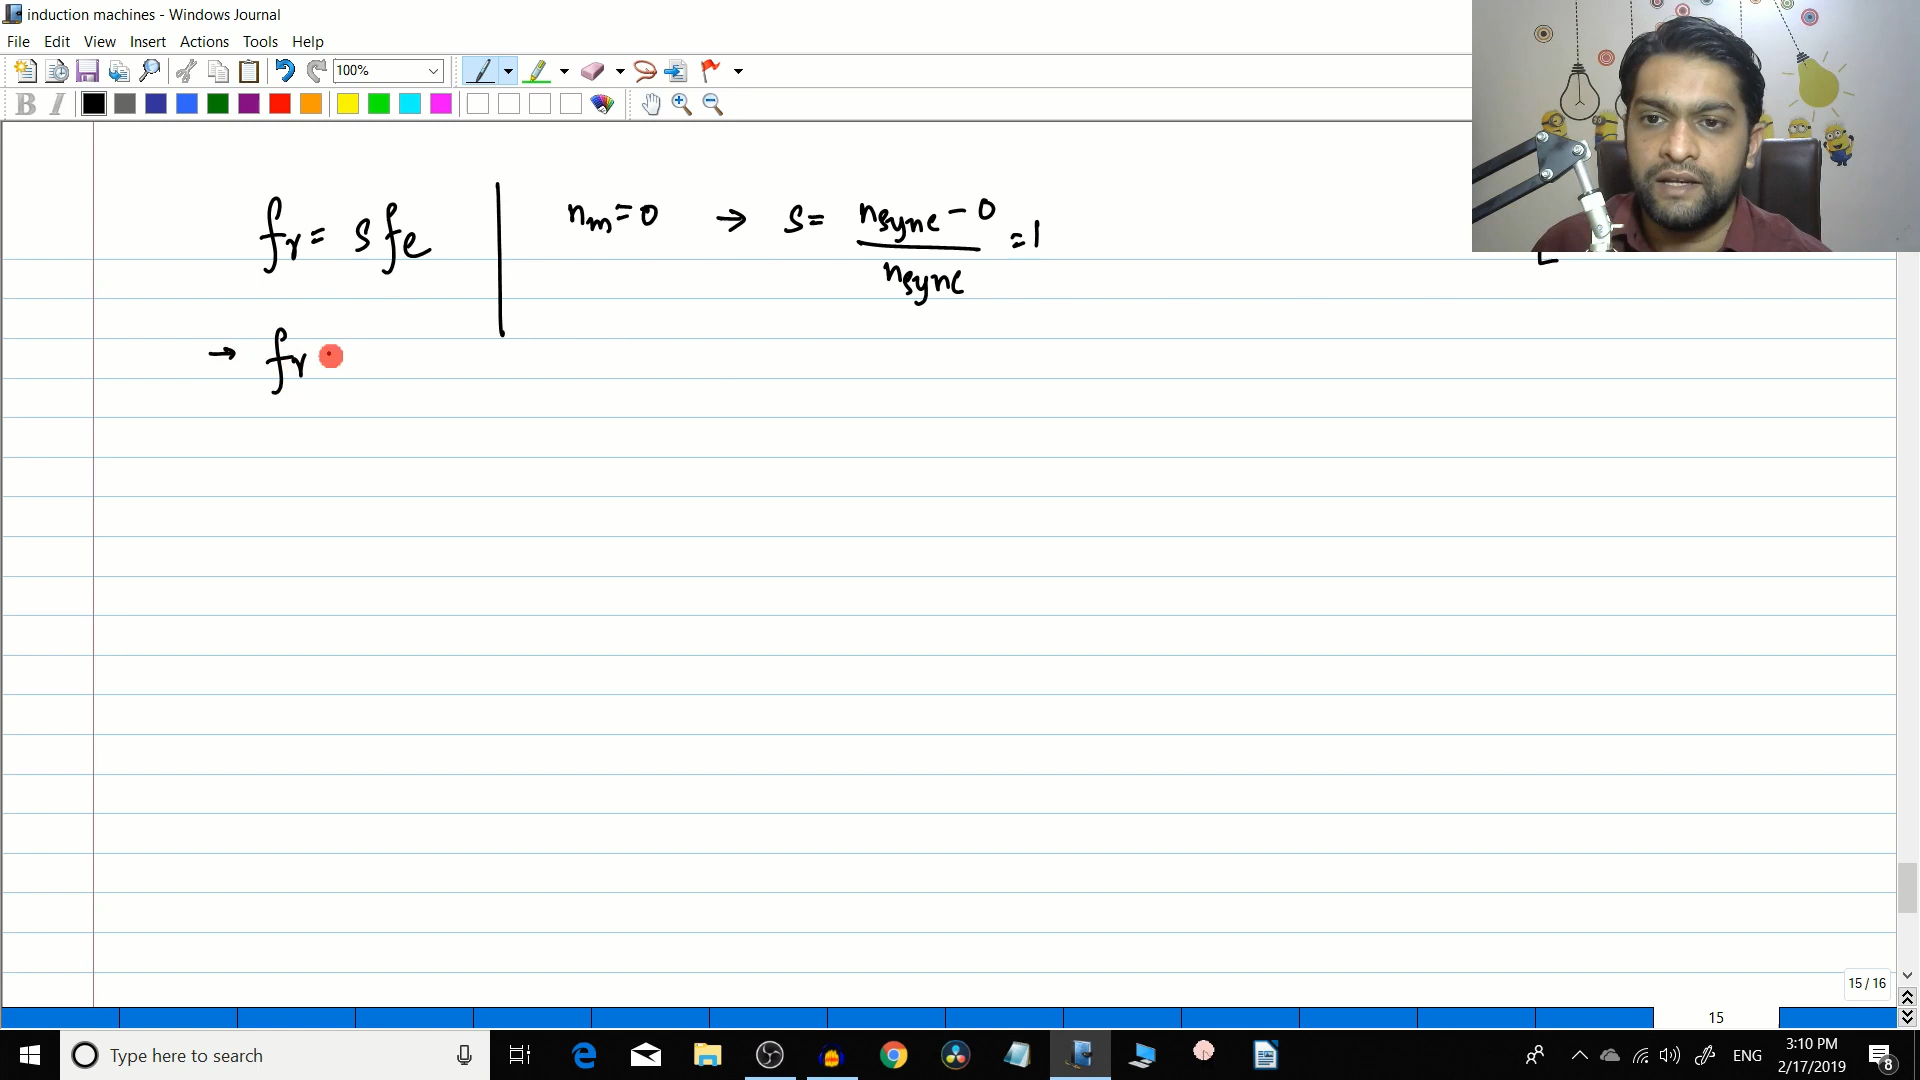 induction machines - Windows Journal
File Edit View Insert Actions Tools Help
100%
B I
fr = s fe
nm = 0 → s = nsync - 0 / nsync = 1
→ fr
15 / 16
15
Type here to search
ENG
3:10 PM
2/17/2019
8